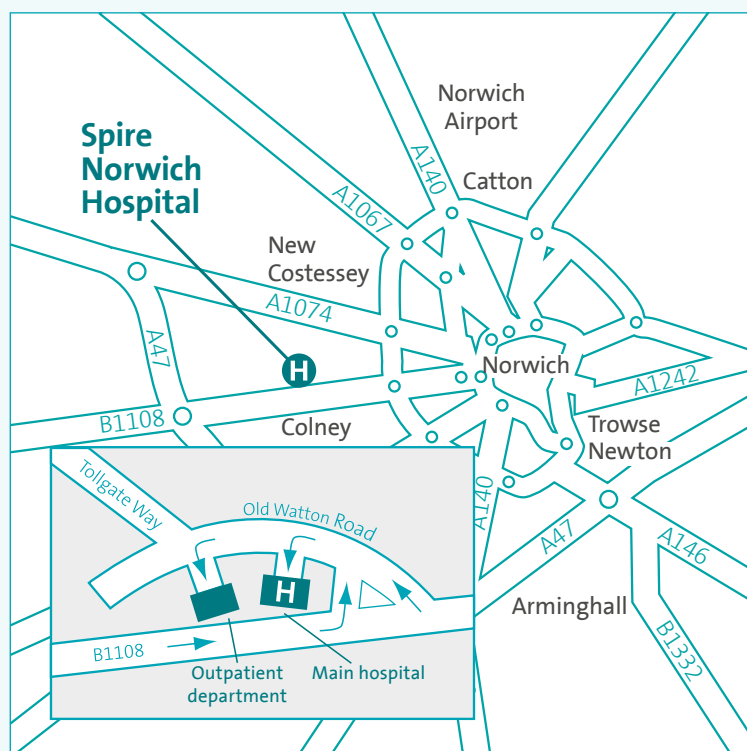 Norwich
Airport
Spire
Norwich
Hospital
A140
Catton
A1067
New
Costessey
A1074
A47
H
Norwich
A1242
B1108
Colney
Trowse
Newton
A140
A47
A146
Arminghall
B1332
Tollgate Way
Old Watton Road
H
B1108
Outpatient
department
Main hospital